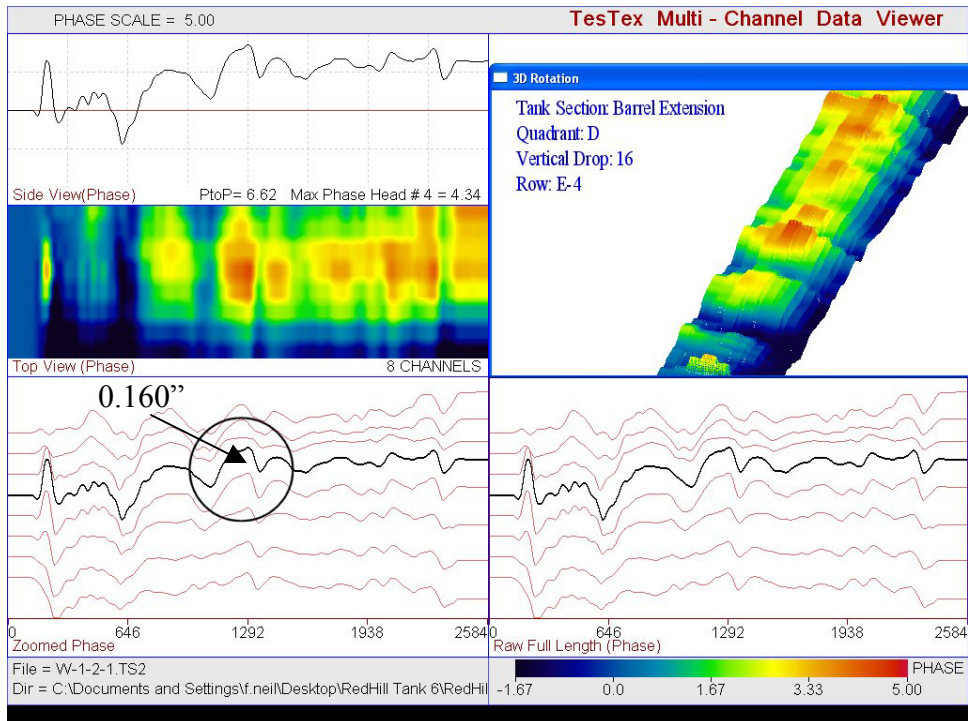 PHASE SCALE = 5.00
TesTex Multi - Channel Data Viewer
3D Rotation
Tank Section: Barrel Extension
Quadrant: D
Vertical Drop: 16
Row: E-4
Side View(Phase) PtoP= 6.62 Max Phase Head # 4 = 4.34
Top View (Phase) 8 CHANNELS
0.160”
0 646 1292 1938 2584
Zoomed Phase
0 646 1292 1938 2584
Raw Full Length (Phase)
File = W-1-2-1.TS2
Dir = C:\Documents and Settings\f.neil\Desktop\RedHill Tank 6\RedHil
PHASE
-1.67 0.0 1.67 3.33 5.00